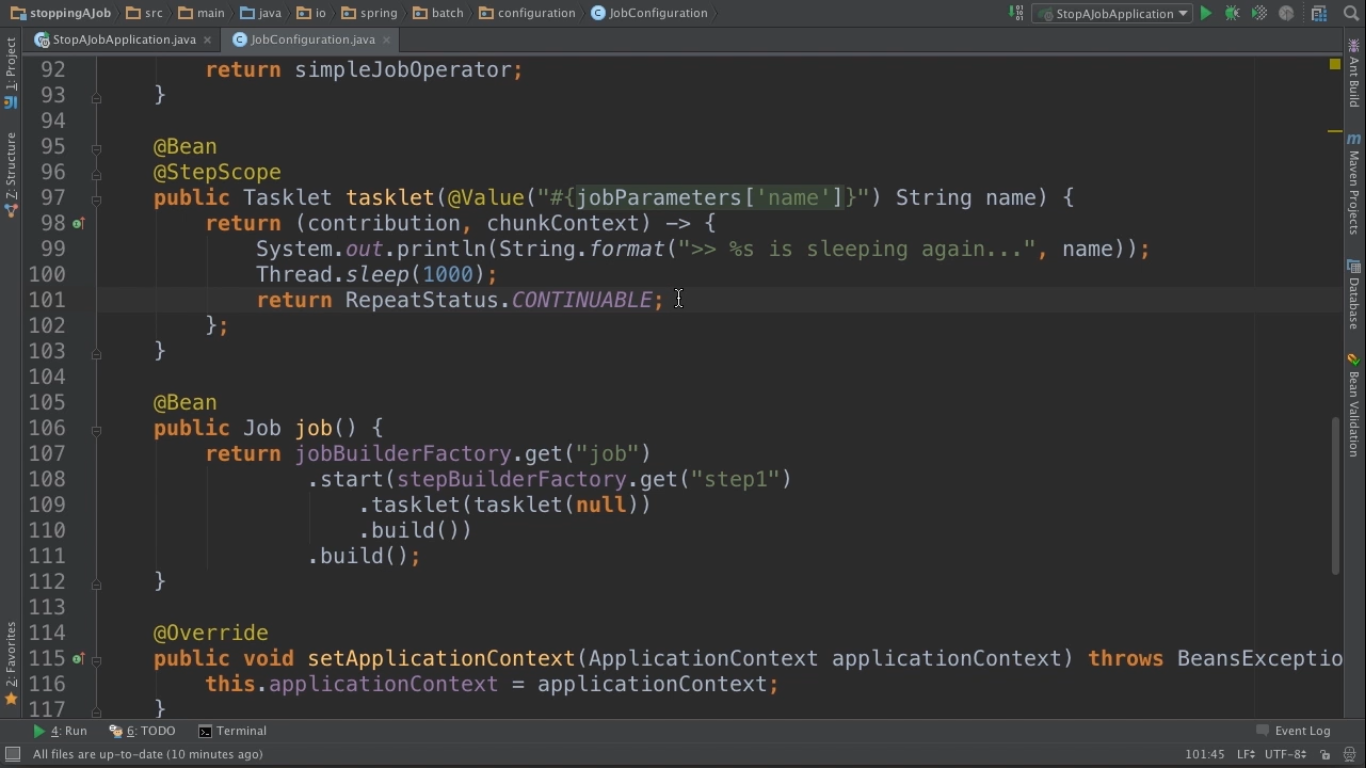 stoppingAJob src main java io spring batch configuration JobConfiguration StopAJobApplication
StopAJobApplication.java × JobConfiguration.java ×
1: Project
7: Structure
2: Favorites
92 return simpleJobOperator;
93 }
94
95 @Bean
96 @StepScope
97 public Tasklet tasklet(@Value("#{jobParameters['name']}") String name) {
98 return (contribution, chunkContext) -> {
99 System.out.println(String.format(">> %s is sleeping again...", name));
100 Thread.sleep(1000);
101 return RepeatStatus.CONTINUABLE;
102 };
103 }
104
105 @Bean
106 public Job job() {
107 return jobBuilderFactory.get("job")
108 .start(stepBuilderFactory.get("step1")
109 .tasklet(tasklet(null))
110 .build())
111 .build();
112 }
113
114 @Override
115 public void setApplicationContext(ApplicationContext applicationContext) throws BeansExceptio
116 this.applicationContext = applicationContext;
117 }
Ant Build
m Maven Projects
Database
Bean Validation
4: Run 6: TODO Terminal Event Log
All files are up-to-date (10 minutes ago) 101:45 LF UTF-8